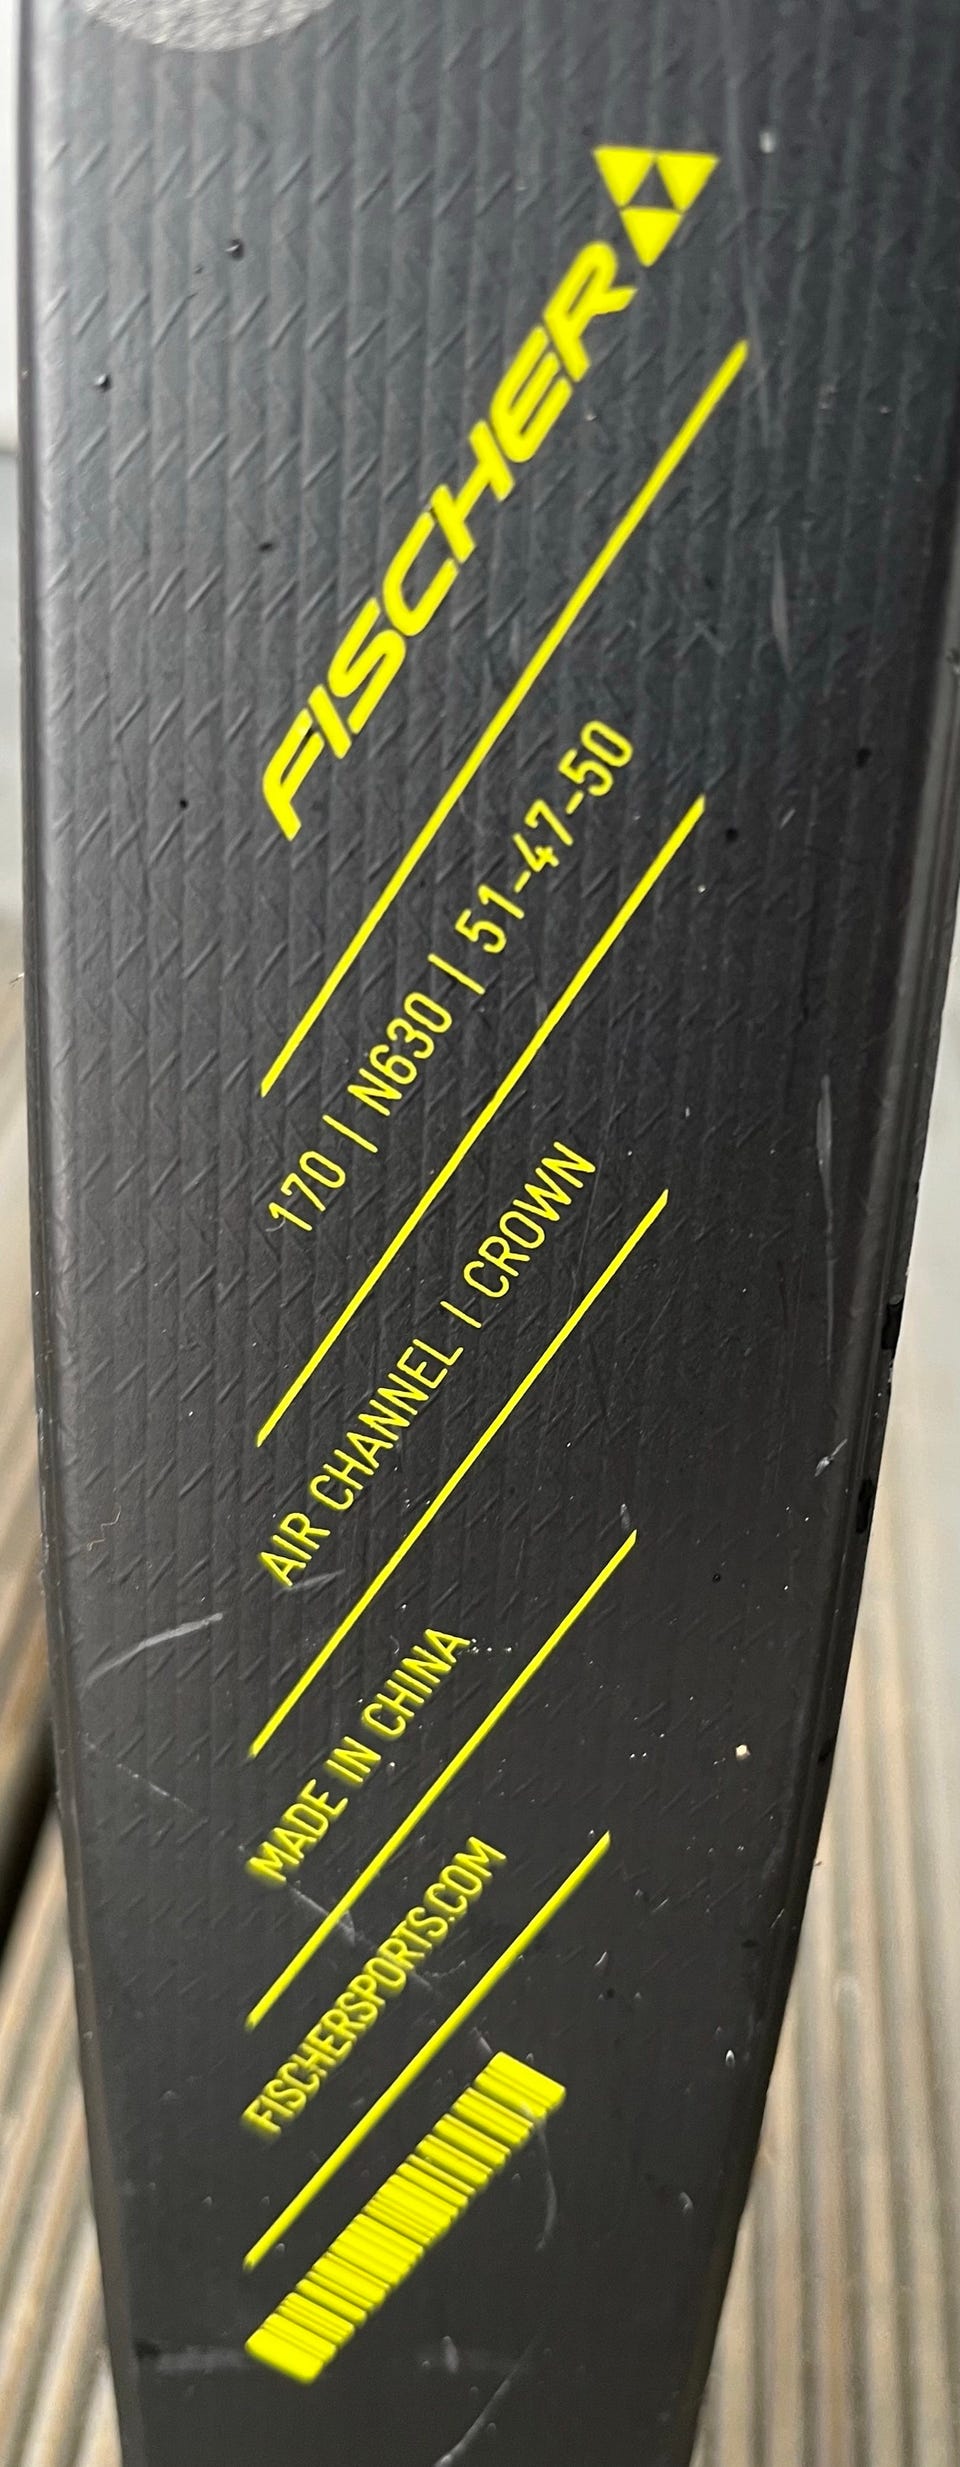 FISCHER
170 | N630 | 51-47-50
AIR CHANNEL | CROWN
MADE IN CHINA
FISCHERSPORTS.COM